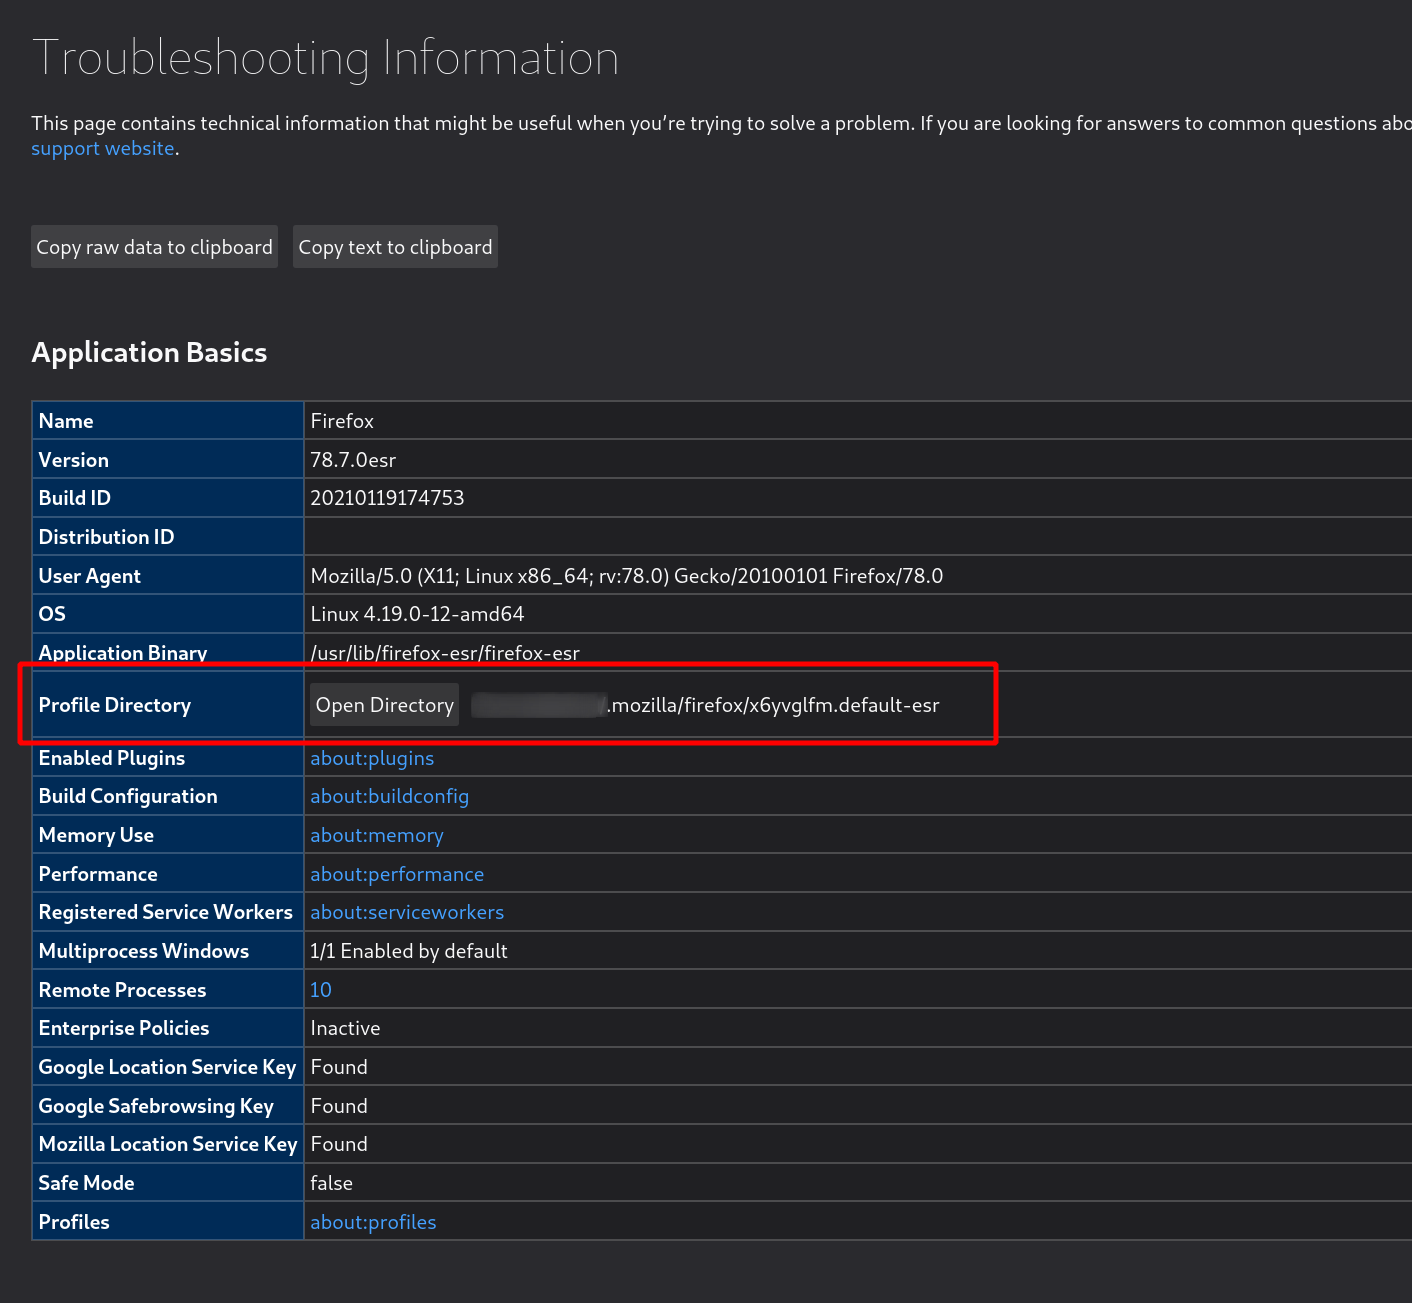 Troubleshooting Information
This page contains technical information that might be useful when you’re trying to solve a problem. If you are looking for answers to common questions
support website.
Copy raw data to clipboard Copy text to clipboard
Application Basics
Name Firefox
Version 78.7.0esr
Build ID 20210119174753
Distribution ID
User Agent Mozilla/5.0 (X11; Linux x86_64; rv:78.0) Gecko/20100101 Firefox/78.0
OS Linux 4.19.0-12-amd64
Application Binary /usr/lib/firefox-esr/firefox-esr
Profile Directory Open Directory .mozilla/firefox/x6yvglfm.default-esr
Enabled Plugins about:plugins
Build Configuration about:buildconfig
Memory Use about:memory
Performance about:performance
Registered Service Workers about:serviceworkers
Multiprocess Windows 1/1 Enabled by default
Remote Processes 10
Enterprise Policies Inactive
Google Location Service Key Found
Google Safebrowsing Key Found
Mozilla Location Service Key Found
Safe Mode false
Profiles about:profiles